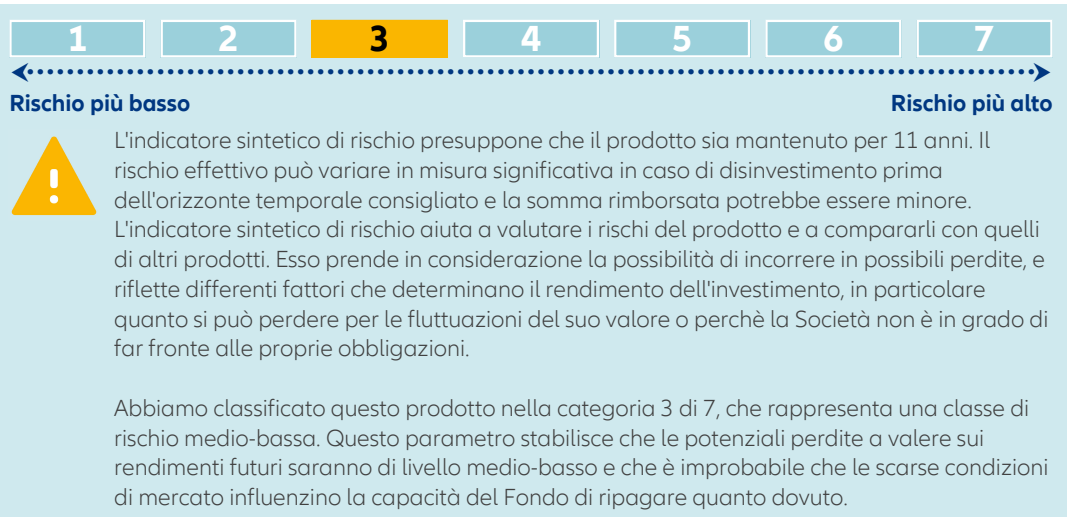 1 2 3 4 5 6 7
Rischio più basso Rischio più alto
L'indicatore sintetico di rischio presuppone che il prodotto sia mantenuto per 11 anni. Il
rischio effettivo può variare in misura significativa in caso di disinvestimento prima
dell'orizzonte temporale consigliato e la somma rimborsata potrebbe essere minore.
L'indicatore sintetico di rischio aiuta a valutare i rischi del prodotto e a compararli con quelli
di altri prodotti. Esso prende in considerazione la possibilità di incorrere in possibili perdite, e
riflette differenti fattori che determinano il rendimento dell'investimento, in particolare
quanto si può perdere per le fluttuazioni del suo valore o perchè la Società non è in grado di
far fronte alle proprie obbligazioni.
Abbiamo classificato questo prodotto nella categoria 3 di 7, che rappresenta una classe di
rischio medio-bassa. Questo parametro stabilisce che le potenziali perdite a valere sui
rendimenti futuri saranno di livello medio-basso e che è improbabile che le scarse condizioni
di mercato influenzino la capacità del Fondo di ripagare quanto dovuto.